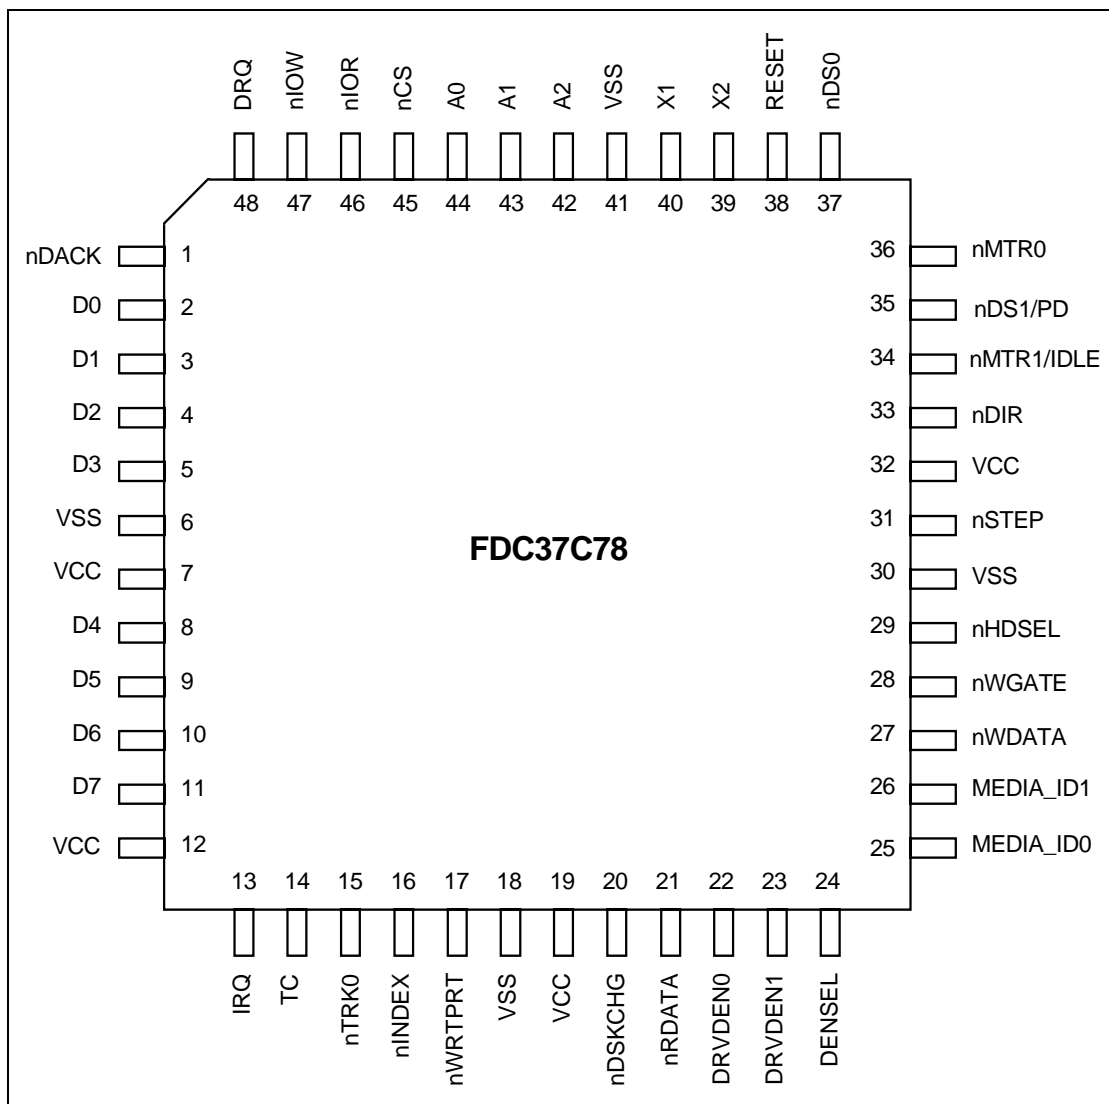 DRQ
nIOW
nIOR
nCS
A0
A1
A2
VSS
X1
X2
RESET
nDS0
48 47 46 45 44 43 42 41 40 39 38 37
nDACK 1
D0 2
D1 3
D2 4
D3 5
VSS 6
VCC 7
D4 8
D5 9
D6 10
D7 11
VCC 12
FDC37C78
36 nMTR0
35 nDS1/PD
34 nMTR1/IDLE
33 nDIR
32 VCC
31 nSTEP
30 VSS
29 nHDSEL
28 nWGATE
27 nWDATA
26 MEDIA_ID1
25 MEDIA_ID0
13 14 15 16 17 18 19 20 21 22 23 24
IRQ
TC
nTRK0
nINDEX
nWRTPRT
VSS
VCC
nDSKCHG
nRDATA
DRVDEN0
DRVDEN1
DENSEL